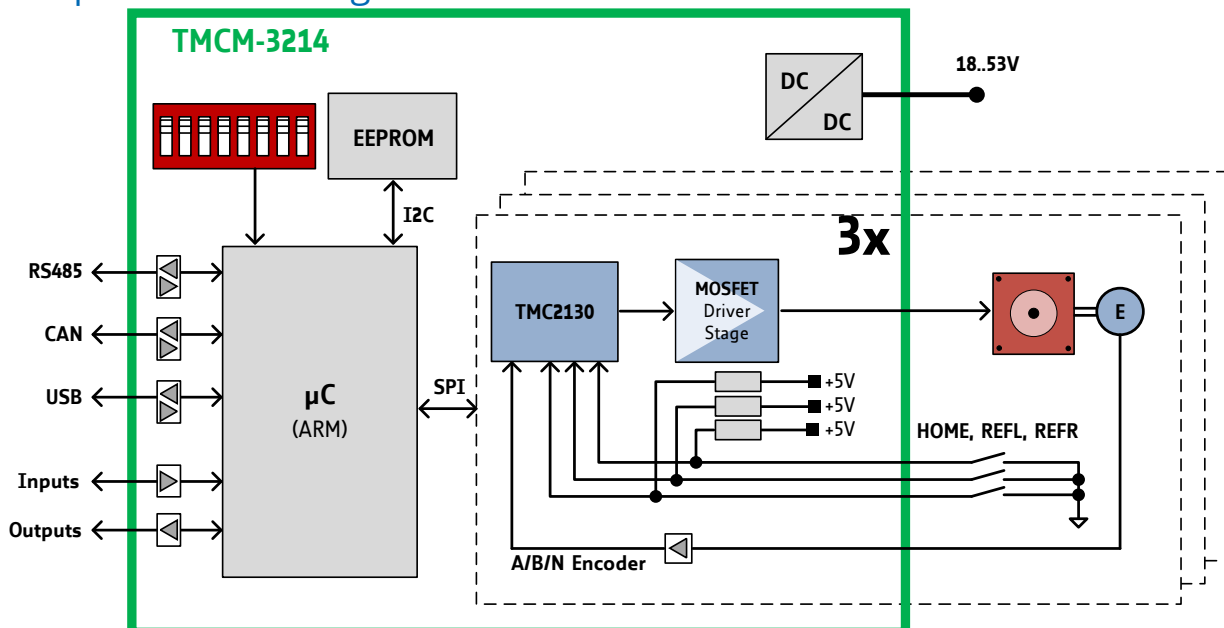 TMCM-3214
18..53V
DC
DC
EEPROM
I2C
3x
RS485
CAN
USB
Inputs
Outputs
µC
(ARM)
SPI
TMC2130
MOSFET
Driver
Stage
E
+5V
+5V
+5V
HOME, REFL, REFR
A/B/N Encoder